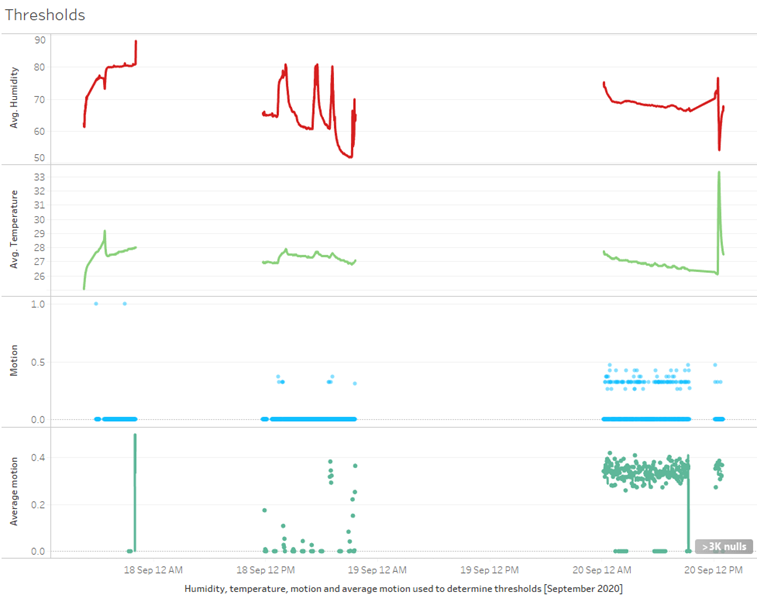 Thresholds
90
80
70
60
50
Avg. Humidity
33
32
31
30
29
28
27
26
Avg. Temperature
1.0
0.5
0.0
Motion
0.4
0.2
0.0
Average motion
>3K nulls
18 Sep 12 AM 18 Sep 12 PM 19 Sep 12 AM 19 Sep 12 PM 20 Sep 12 AM 20 Sep 12 PM
Humidity, temperature, motion and average motion used to determine thresholds [September 2020]